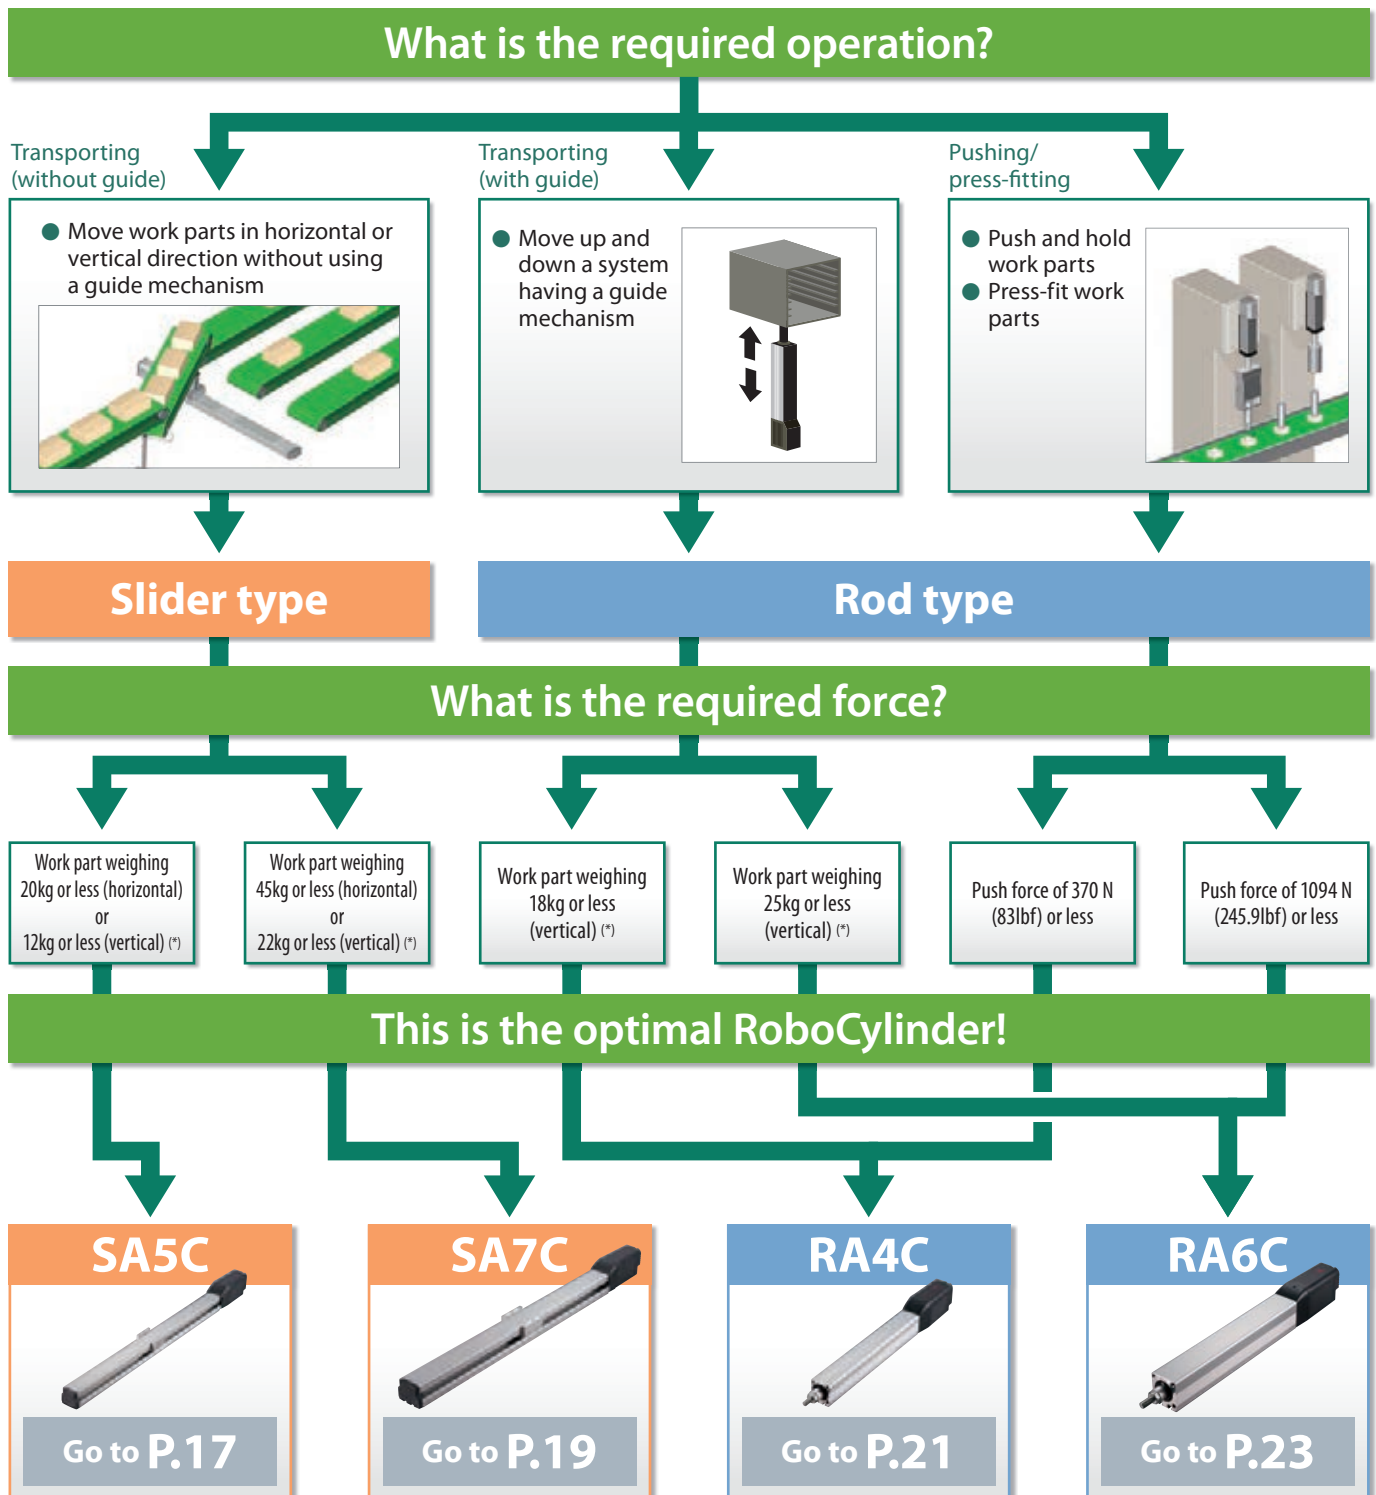 What is the required operation?
Transporting
(without guide)
● Move work parts in horizontal or
vertical direction without using
a guide mechanism
Transporting
(with guide)
● Move up and
down a system
having a guide
mechanism
Pushing/
press-fitting
● Push and hold
work parts
● Press-fit work
parts
Slider type
Rod type
What is the required force?
Work part weighing
20kg or less (horizontal)
or
12kg or less (vertical) (*)
Work part weighing
45kg or less (horizontal)
or
22kg or less (vertical) (*)
Work part weighing
18kg or less
(vertical) (*)
Work part weighing
25kg or less
(vertical) (*)
Push force of 370 N
(83lbf) or less
Push force of 1094 N
(245.9lbf) or less
This is the optimal RoboCylinder!
SA5C
Go to P.17
SA7C
Go to P.19
RA4C
Go to P.21
RA6C
Go to P.23